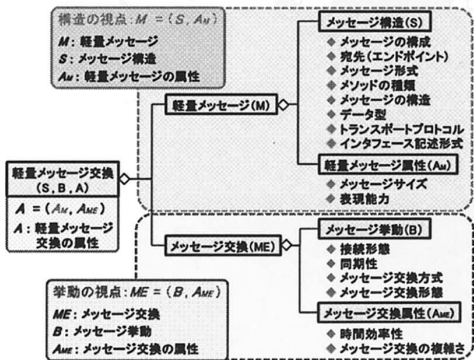 構造の視点: M = (S, AM)
M: 軽量メッセージ
S: メッセージ構造
AM: 軽量メッセージの属性
軽量メッセージ(M)
メッセージ構造(S)
◆ メッセージの構成
◆ 宛先(エンドポイント)
◆ メッセージ形式
◆ メソッドの種類
◆ メッセージの構造
◆ データ型
◆ トランスポートプロトコル
◆ インタフェース記述形式
軽量メッセージ属性(AM)
◆ メッセージサイズ
◆ 表現能力
軽量メッセージ交換
(S, B, A)
A = (AM, AME)
A: 軽量メッセージ
交換の属性
メッセージ交換(ME)
メッセージ挙動(B)
◆ 接続形態
◆ 同期性
◆ メッセージ交換方式
◆ メッセージ交換形態
メッセージ交換属性(AME)
◆ 時間効率性
◆ メッセージ交換の複雑さ
挙動の視点: ME = (B, AME)
ME: メッセージ交換
B: メッセージ挙動
AME: メッセージ交換の属性